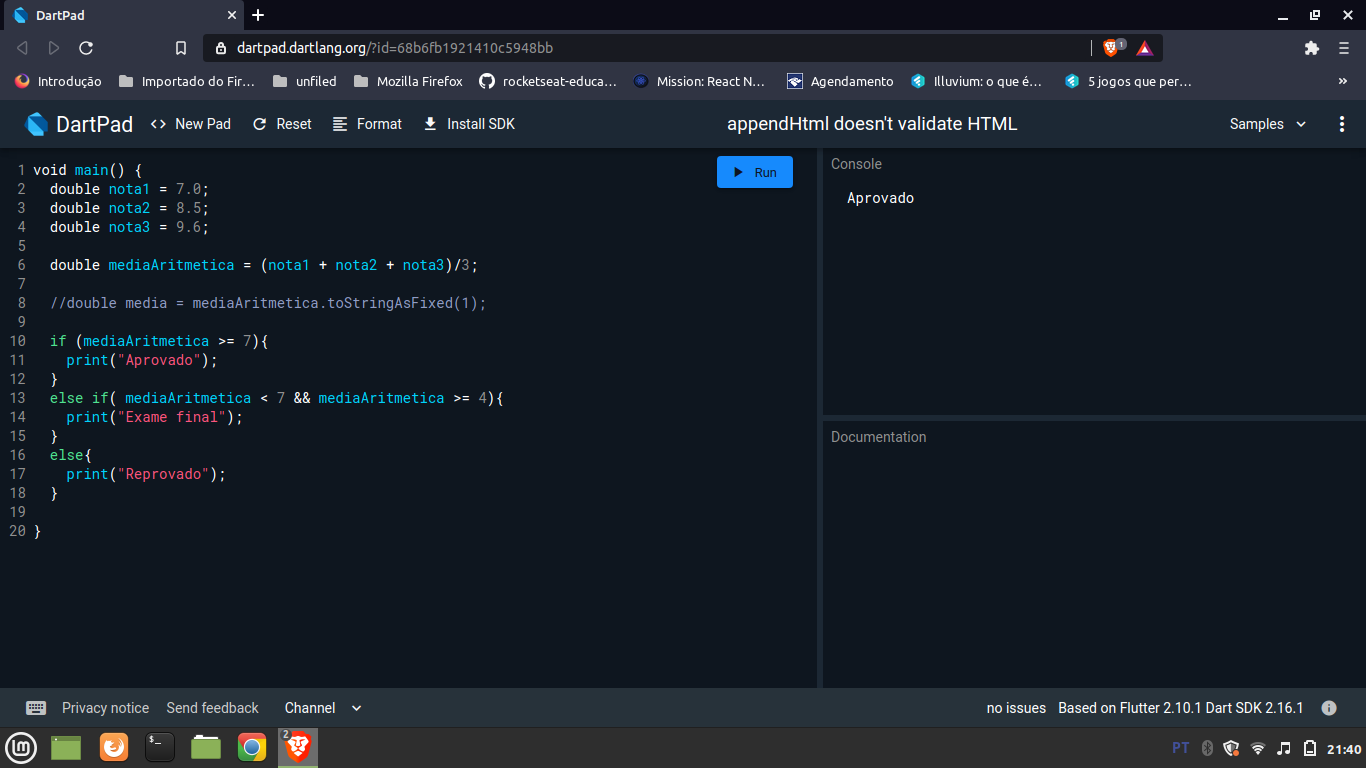 DartPad
dartpad.dartlang.org/?id=68b6fb1921410c5948bb
1
Introdução Importado do Fir... unfiled Mozilla Firefox rocketseat-educa... Mission: React N... Agendamento Illuvium: o que é... 5 jogos que per... »
DartPad <> New Pad Reset Format Install SDK appendHtml doesn't validate HTML Samples
Run
Console
Aprovado
1 void main() {
2 double nota1 = 7.0;
3 double nota2 = 8.5;
4 double nota3 = 9.6;
5
6 double mediaAritmetica = (nota1 + nota2 + nota3)/3;
7
8 //double media = mediaAritmetica.toStringAsFixed(1);
9
10 if (mediaAritmetica >= 7){
11 print("Aprovado");
12 }
13 else if( mediaAritmetica < 7 && mediaAritmetica >= 4){
14 print("Exame final");
15 }
16 else{
17 print("Reprovado");
18 }
19
20 }
Documentation
Privacy notice Send feedback Channel no issues Based on Flutter 2.10.1 Dart SDK 2.16.1
$_ 2 PT 21:40